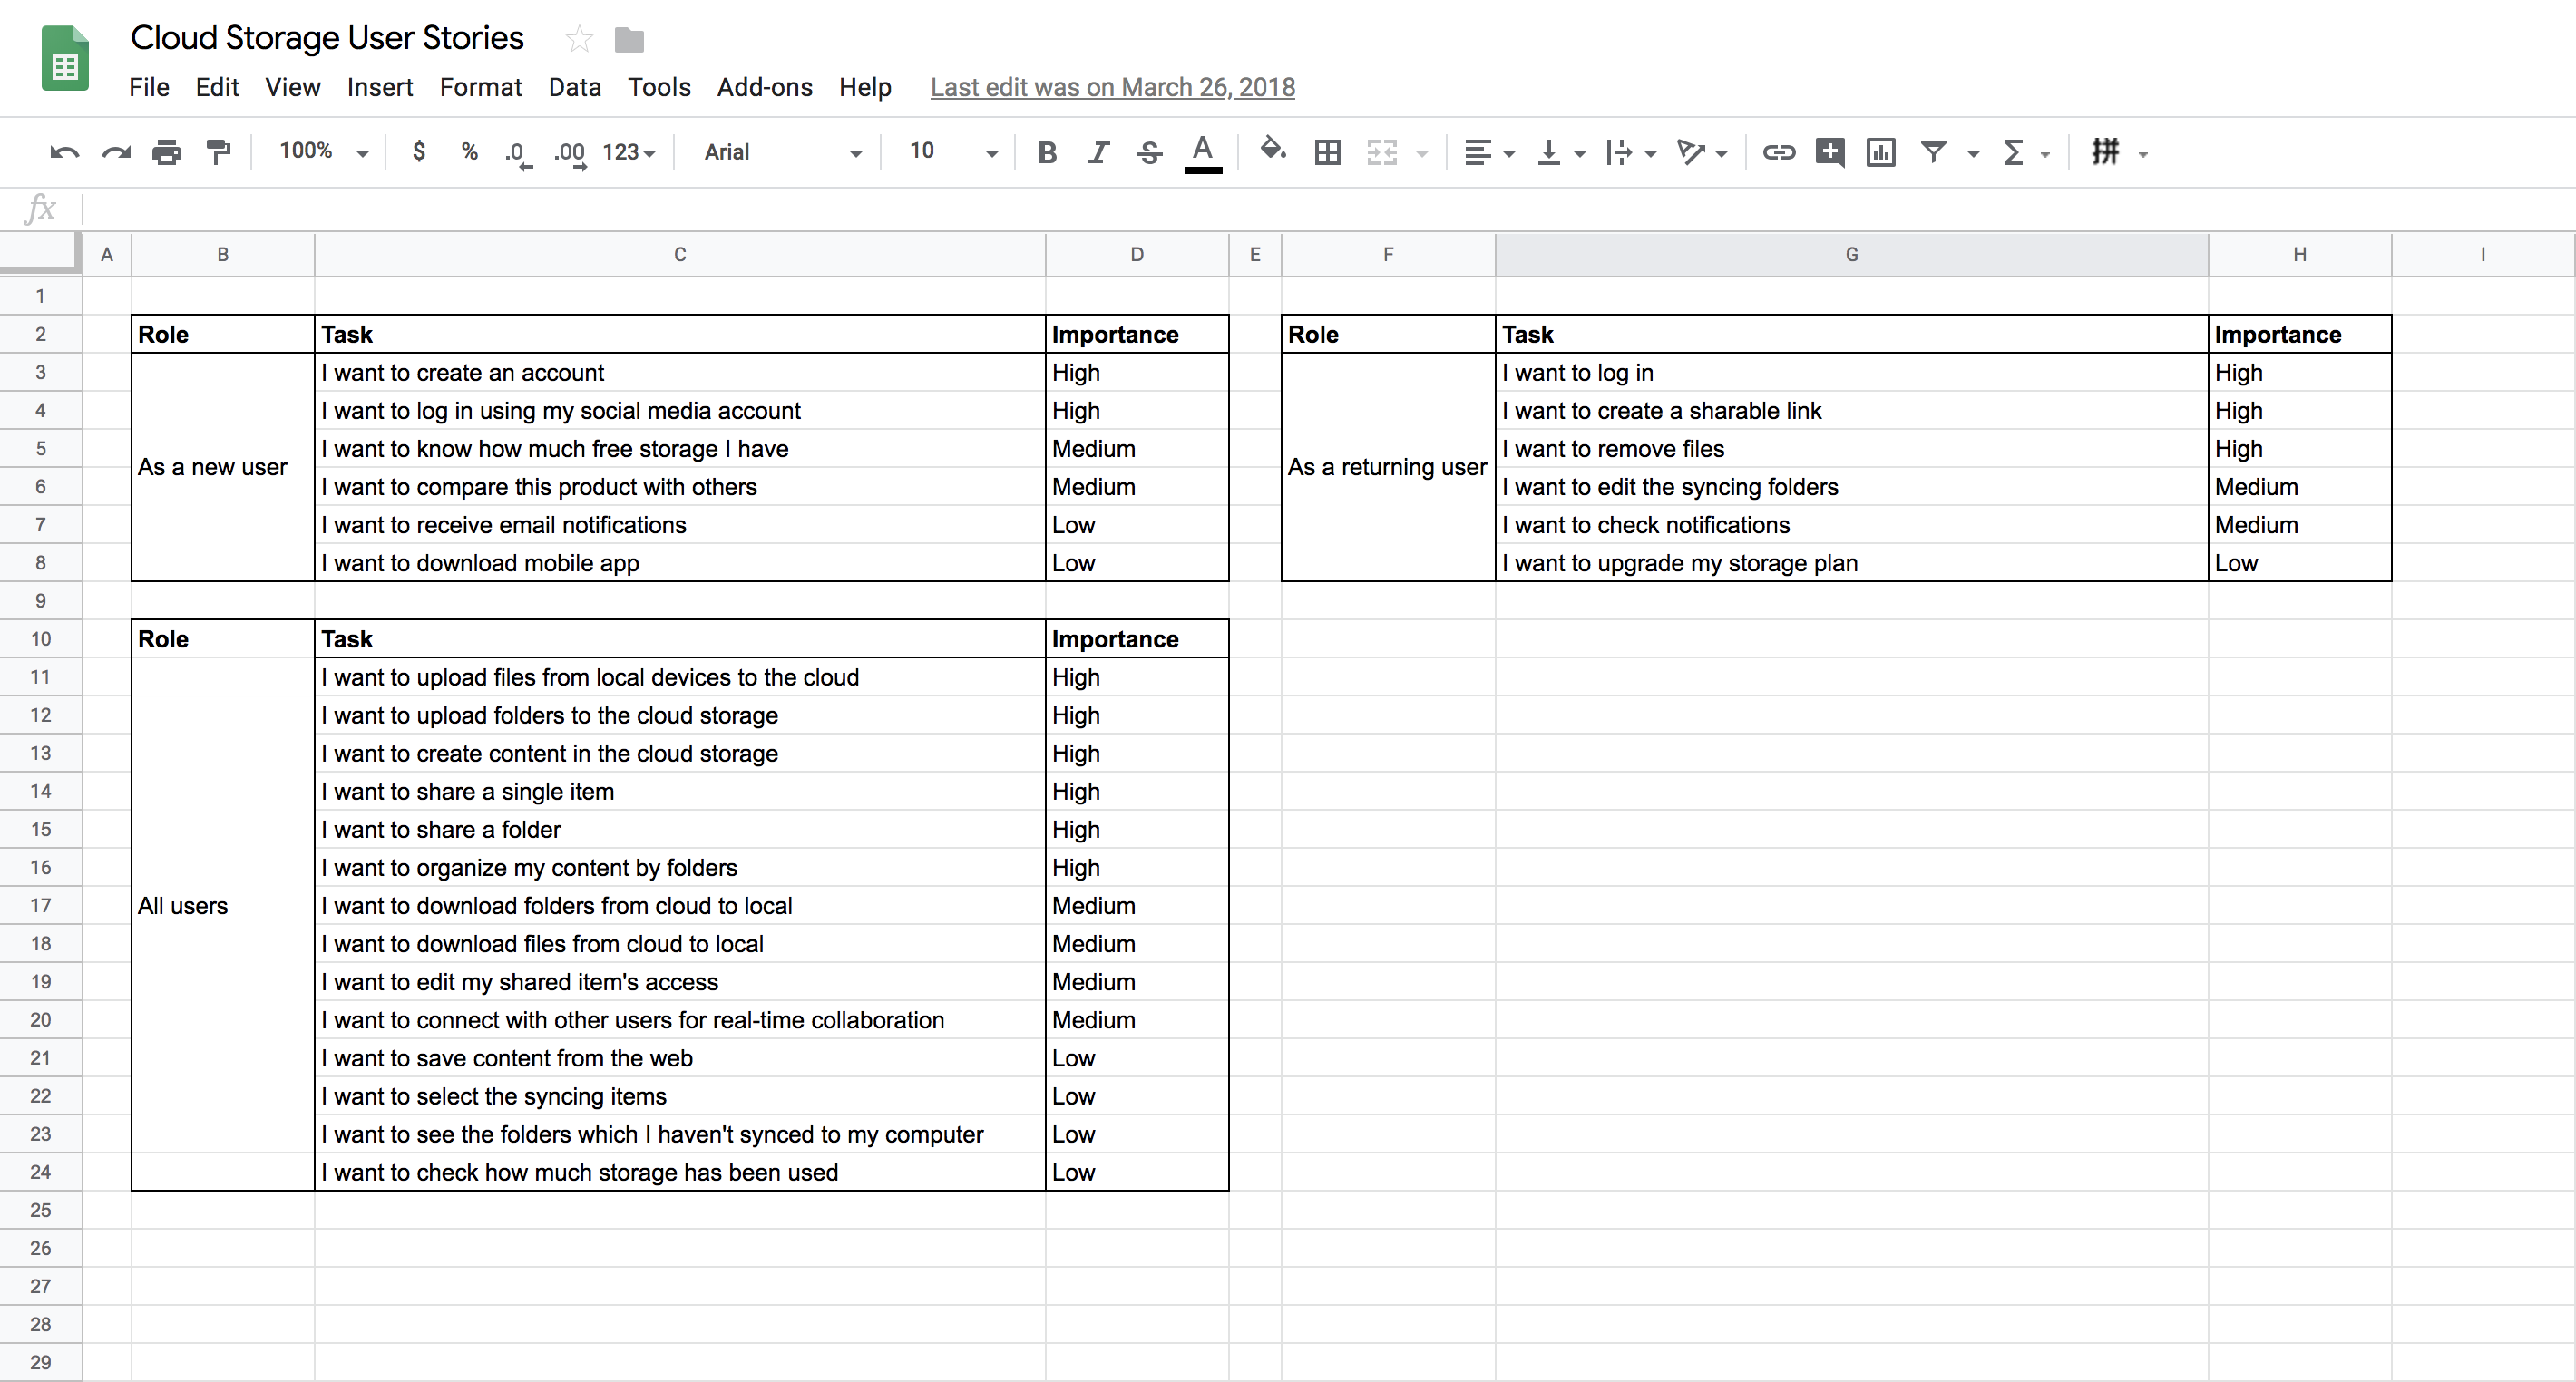 Cloud Storage User Stories
File Edit View Insert Format Data Tools Add-ons Help Last edit was on March 26, 2018
100% $ % .0 .00 123 Arial 10 B I S A Σ 拼
fx
A B C D E F G H I
1
2 Role Task Importance Role Task Importance
3 I want to create an account High I want to log in High
4 I want to log in using my social media account High I want to create a sharable link High
5 I want to know how much free storage I have Medium I want to remove files High
As a new user As a returning user
6 I want to compare this product with others Medium I want to edit the syncing folders Medium
7 I want to receive email notifications Low I want to check notifications Medium
8 I want to download mobile app Low I want to upgrade my storage plan Low
9
10 Role Task Importance
11 I want to upload files from local devices to the cloud High
12 I want to upload folders to the cloud storage High
13 I want to create content in the cloud storage High
14 I want to share a single item High
15 I want to share a folder High
16 I want to organize my content by folders High
17 All users I want to download folders from cloud to local Medium
18 I want to download files from cloud to local Medium
19 I want to edit my shared item's access Medium
20 I want to connect with other users for real-time collaboration Medium
21 I want to save content from the web Low
22 I want to select the syncing items Low
23 I want to see the folders which I haven't synced to my computer Low
24 I want to check how much storage has been used Low
25
26
27
28
29